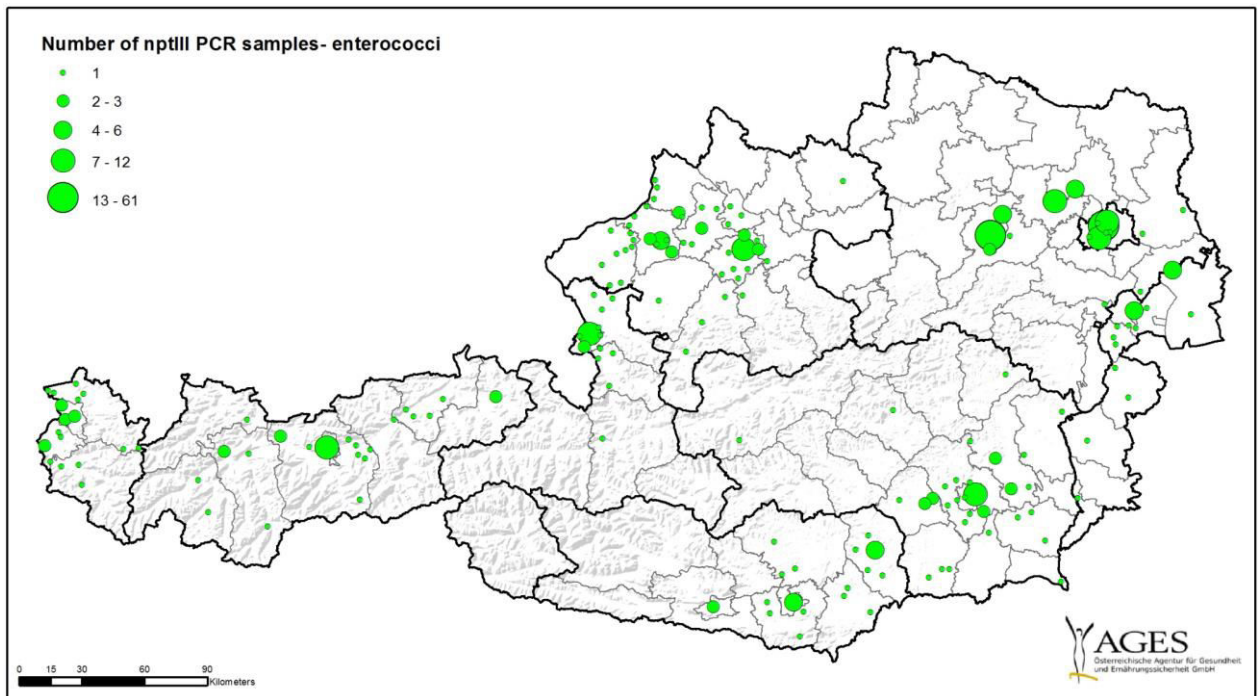 Number of nptIII PCR samples- enterococci
1
2 - 3
4 - 6
7 - 12
13 - 61
0 15 30 60 90
Kilometers
AGES
Österreichische Agentur für Gesundheit
und Ernährungssicherheit GmbH